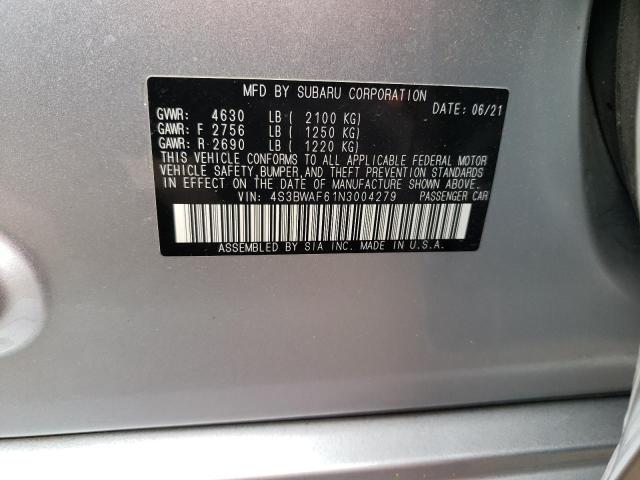 MFD BY SUBARU CORPORATION
DATE: 06/21
GVWR: 4630 LB ( 2100 KG)
GAWR: F 2756 LB ( 1250 KG)
GAWR: R 2690 LB ( 1220 KG)
THIS VEHICLE CONFORMS TO ALL APPLICABLE FEDERAL MOTOR
VEHICLE SAFETY, BUMPER, AND THEFT PREVENTION STANDARDS
IN EFFECT ON THE DATE OF MANUFACTURE SHOWN ABOVE.
VIN: 4S3BWAF61N3004279 PASSENGER CAR
ASSEMBLED BY SIA INC. MADE IN U.S.A.